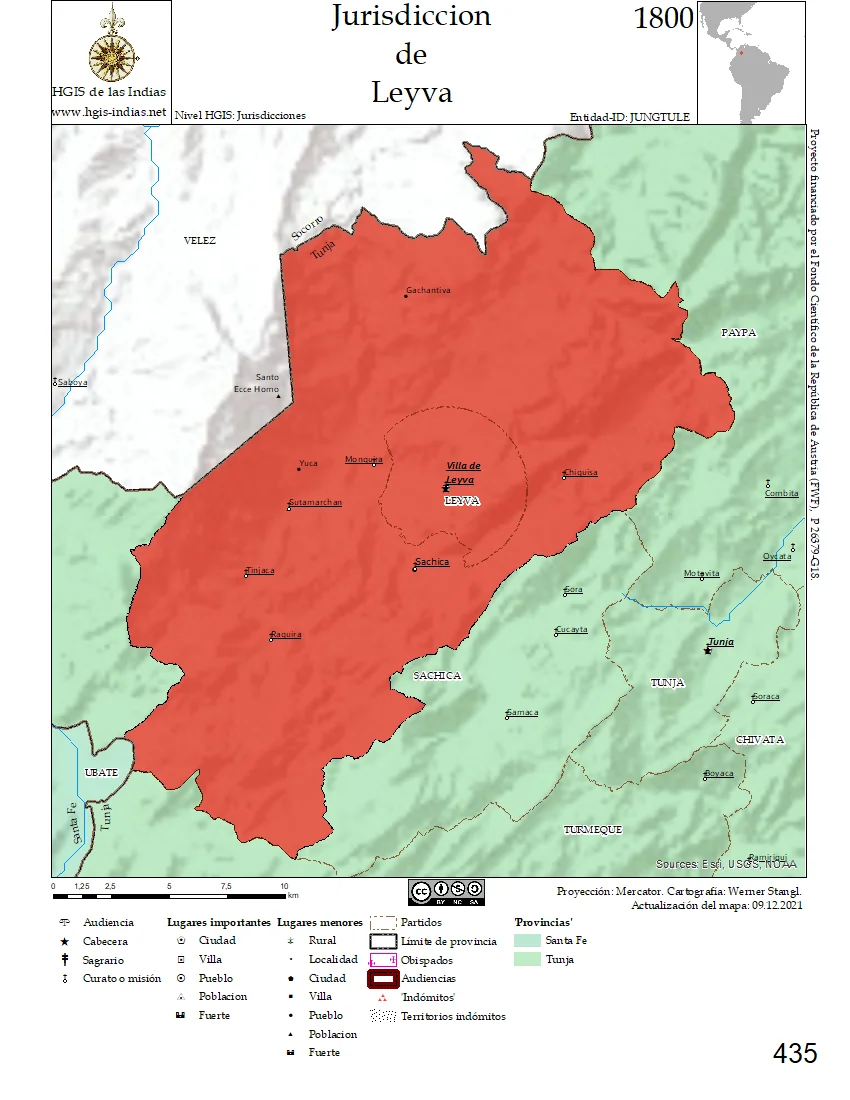 Jurisdiccion
de
Leyva
1800
HGIS de las Indias
www.hgis-indias.net
Nivel HGIS: Jurisdicciones
Entidad-ID: JUNGTULE
Proyecto financiado por el Fondo Científico de la República de Austria (FWF), P 26379-G18.
VELEZ
Socorro
Tunja
Gachantiva
PAYPA
Saboya
Santo
Ecce Homo
Yuca
Monquira
Villa de
Leyva
LEYVA
Chiquisa
Combita
Sutamarchan
Oycata
Tinjaca
Sachica
Motavita
Sora
Raquira
Cucayta
Tunja
SACHICA
TUNJA
Samaca
Soraca
CHIVATA
UBATE
Boyaca
Santa Fe
Tunja
TURMEQUE
Ramiriqui
Sources: Esri, USGS, NOAA
0 1,25 2,5 5 7,5 10
km
CC BY NC SA
Proyección: Mercator. Cartografía: Werner Stangl.
Actualización del mapa: 09.12.2021
Audiencia
Cabecera
Sagrario
Curato o misión
Lugares importantes
Ciudad
Villa
Pueblo
Poblacion
Fuerte
Lugares menores
Rural
Localidad
Ciudad
Villa
Pueblo
Poblacion
Fuerte
Partidos
Límite de provincia
Obispados
Audiencias
'Indómitos'
Territorios indómitos
'Provincias'
Santa Fe
Tunja
435